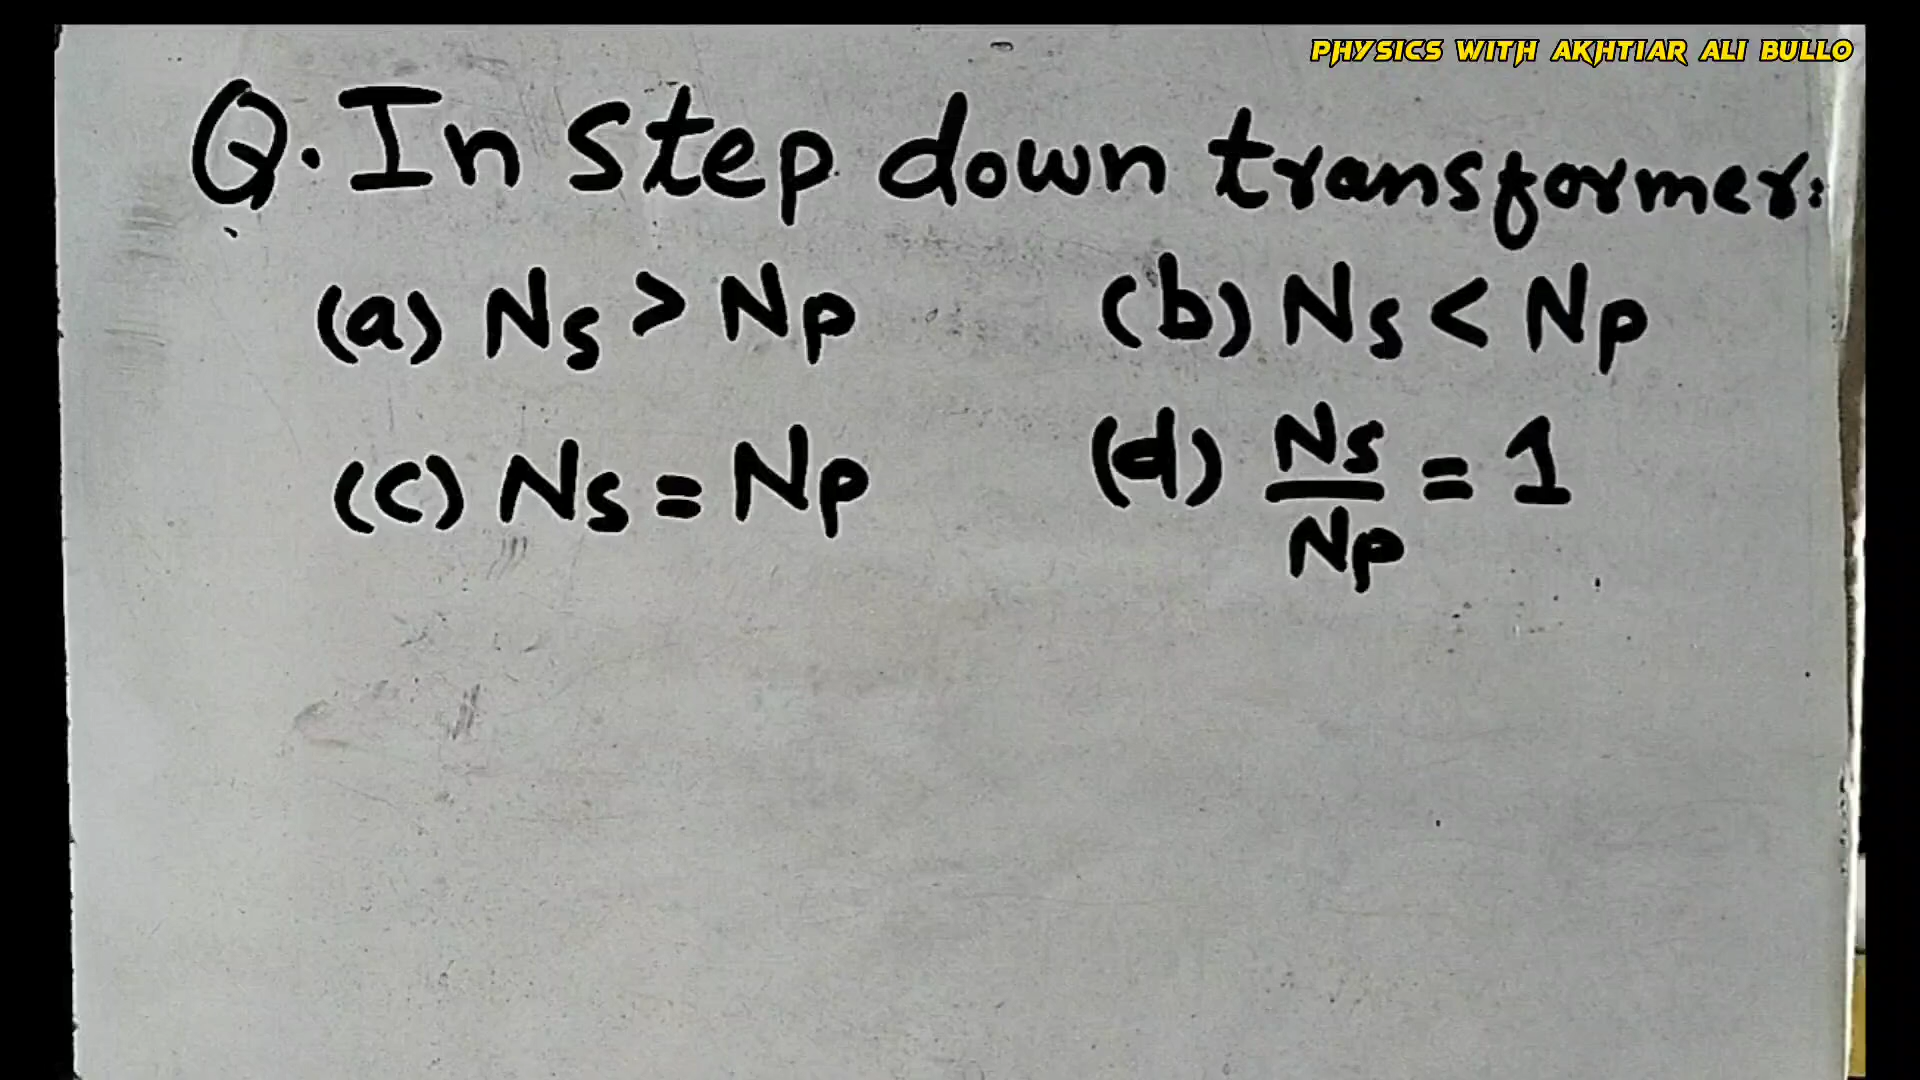 PHYSICS WITH AKHTIAR ALI BULLO
Q. In step down transformer:
(a) Ns > Np (b) Ns < Np
(c) Ns = Np (d) Ns/Np = 1